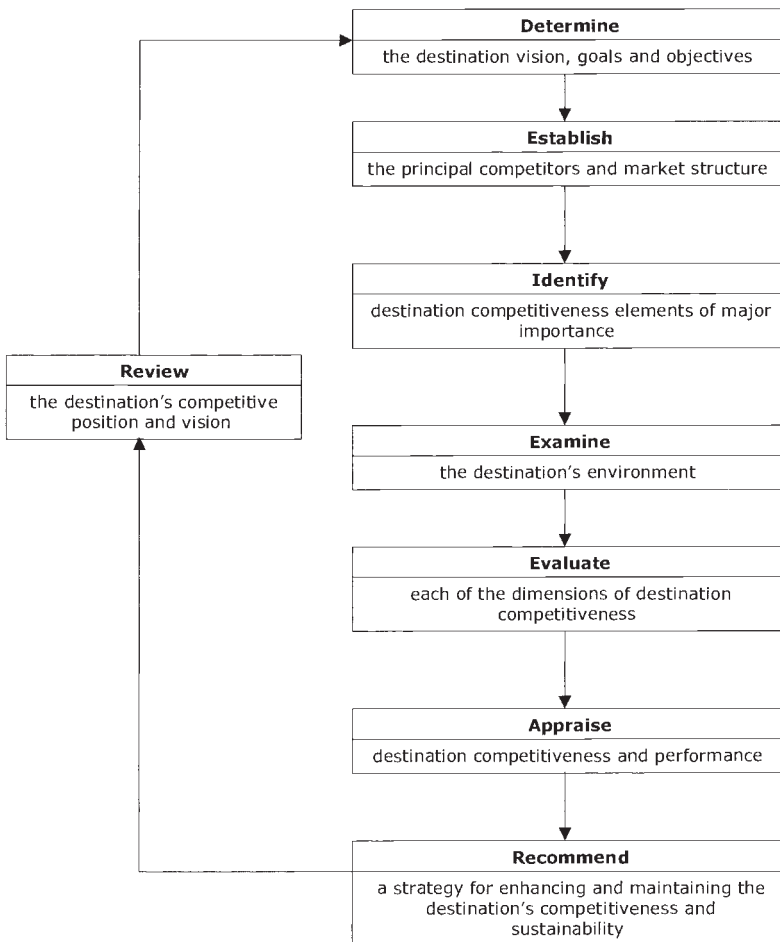 Determine
the destination vision, goals and objectives
Establish
the principal competitors and market structure
Identify
destination competitiveness elements of major
importance
Review
the destination's competitive
position and vision
Examine
the destination's environment
Evaluate
each of the dimensions of destination
competitiveness
Appraise
destination competitiveness and performance
Recommend
a strategy for enhancing and maintaining the
destination's competitiveness and
sustainability